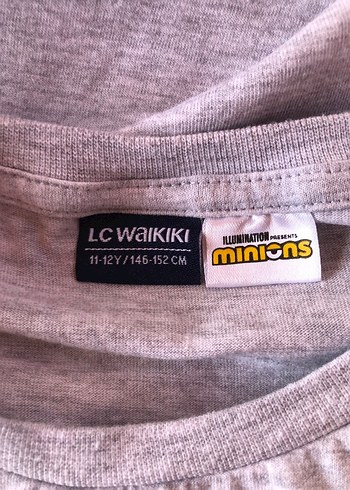 LC WAIKIKI
11-12Y / 146-152 CM
ILLUMINATION PRESENTS
minions